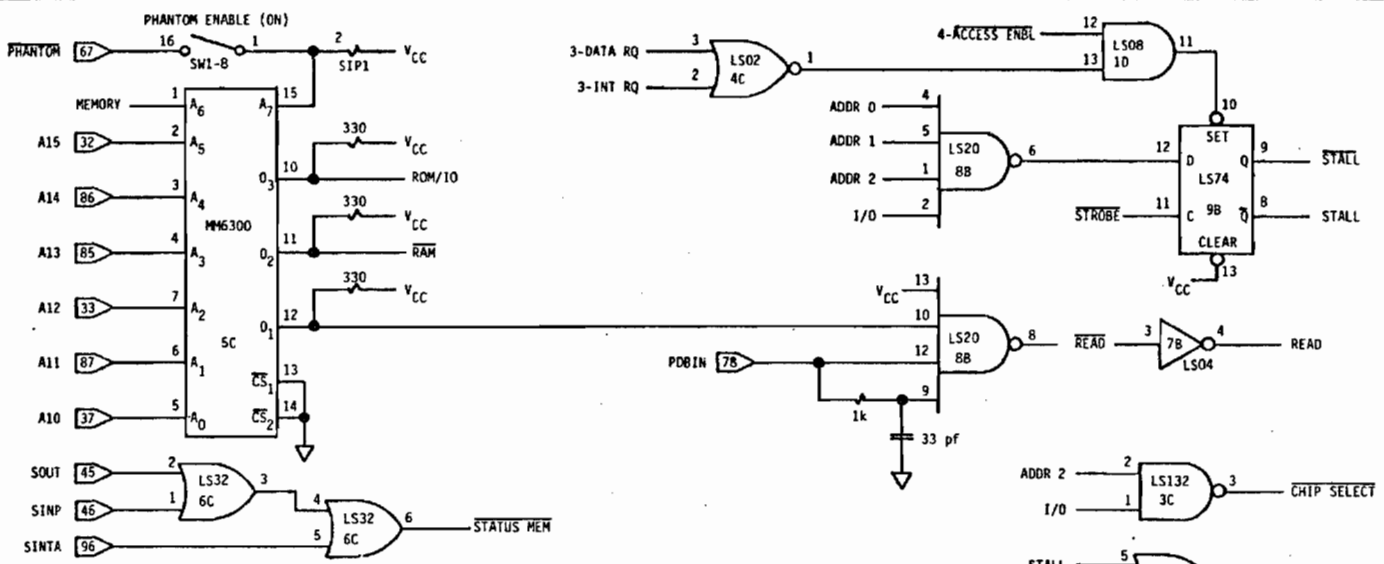 PHANTOM ENABLE (ON)
PHANTOM 67 16 1 2 VCC
SW1-8 SIP1
MEMORY 1 A6 A7 15
A15 32 2 A5
330 VCC
10 O3 ROM/IO
A14 86 3 A4
330 VCC
MM6300
11 O2 RAM
A13 85 4 A3
330 VCC
A12 33 7 A2
12 O1
5C
A11 87 6 A1
13 CS1
A10 37 5 A0
14 CS2
SOUT 45 2
LS32 3
SINP 46 1 6C
4 LS32 6 STATUS MEM
SINTA 96 5 6C
4-ACCESS ENBL 12
LS08 11
1D
13
3-DATA RQ 3
LS02 1
4C
3-INT RQ 2
ADDR 0 4
ADDR 1 5
LS20 6
8B
ADDR 2 1
I/O 2
10
SET
12 D Q 9 STALL
LS74
STROBE 11 C 9B Q 8 STALL
CLEAR
VCC 13
VCC 13
10
LS20 8
8B
PDBIN 78 12
9
1k
33 pf
READ 3 7B 4 READ
LS04
ADDR 2 2
LS132 3 CHIP SELECT
3C
I/O 1
STALL 5